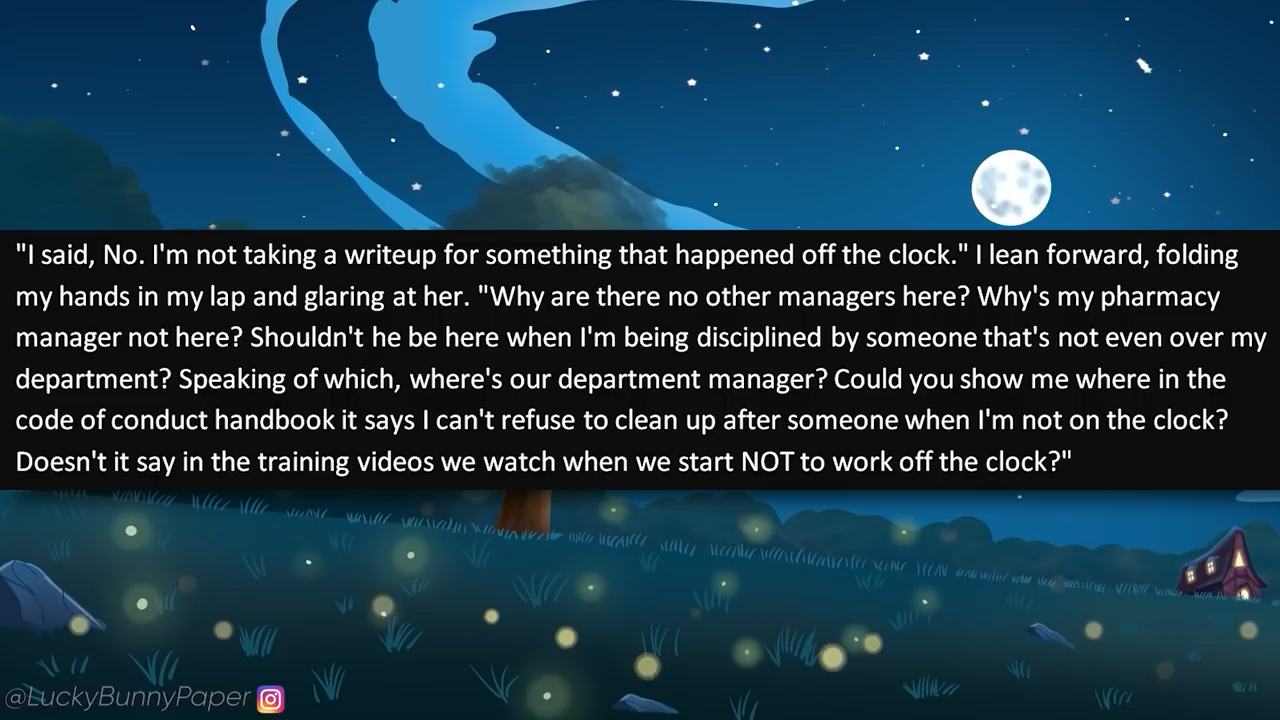 "I said, No. I'm not taking a writeup for something that happened off the clock." I lean forward, folding
my hands in my lap and glaring at her. "Why are there no other managers here? Why's my pharmacy
manager not here? Shouldn't he be here when I'm being disciplined by someone that's not even over my
department? Speaking of which, where's our department manager? Could you show me where in the
code of conduct handbook it says I can't refuse to clean up after someone when I'm not on the clock?
Doesn't it say in the training videos we watch when we start NOT to work off the clock?"
@LuckyBunnyPaper